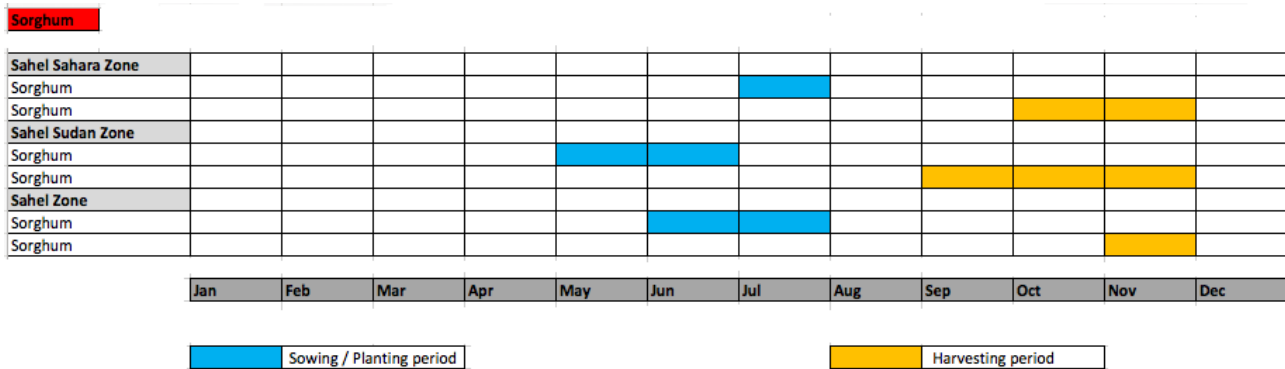 Sorghum
Sahel Sahara Zone
Sorghum
Sorghum
Sahel Sudan Zone
Sorghum
Sorghum
Sahel Zone
Sorghum
Sorghum
Jan Feb Mar Apr May Jun Jul Aug Sep Oct Nov Dec
Sowing / Planting period Harvesting period